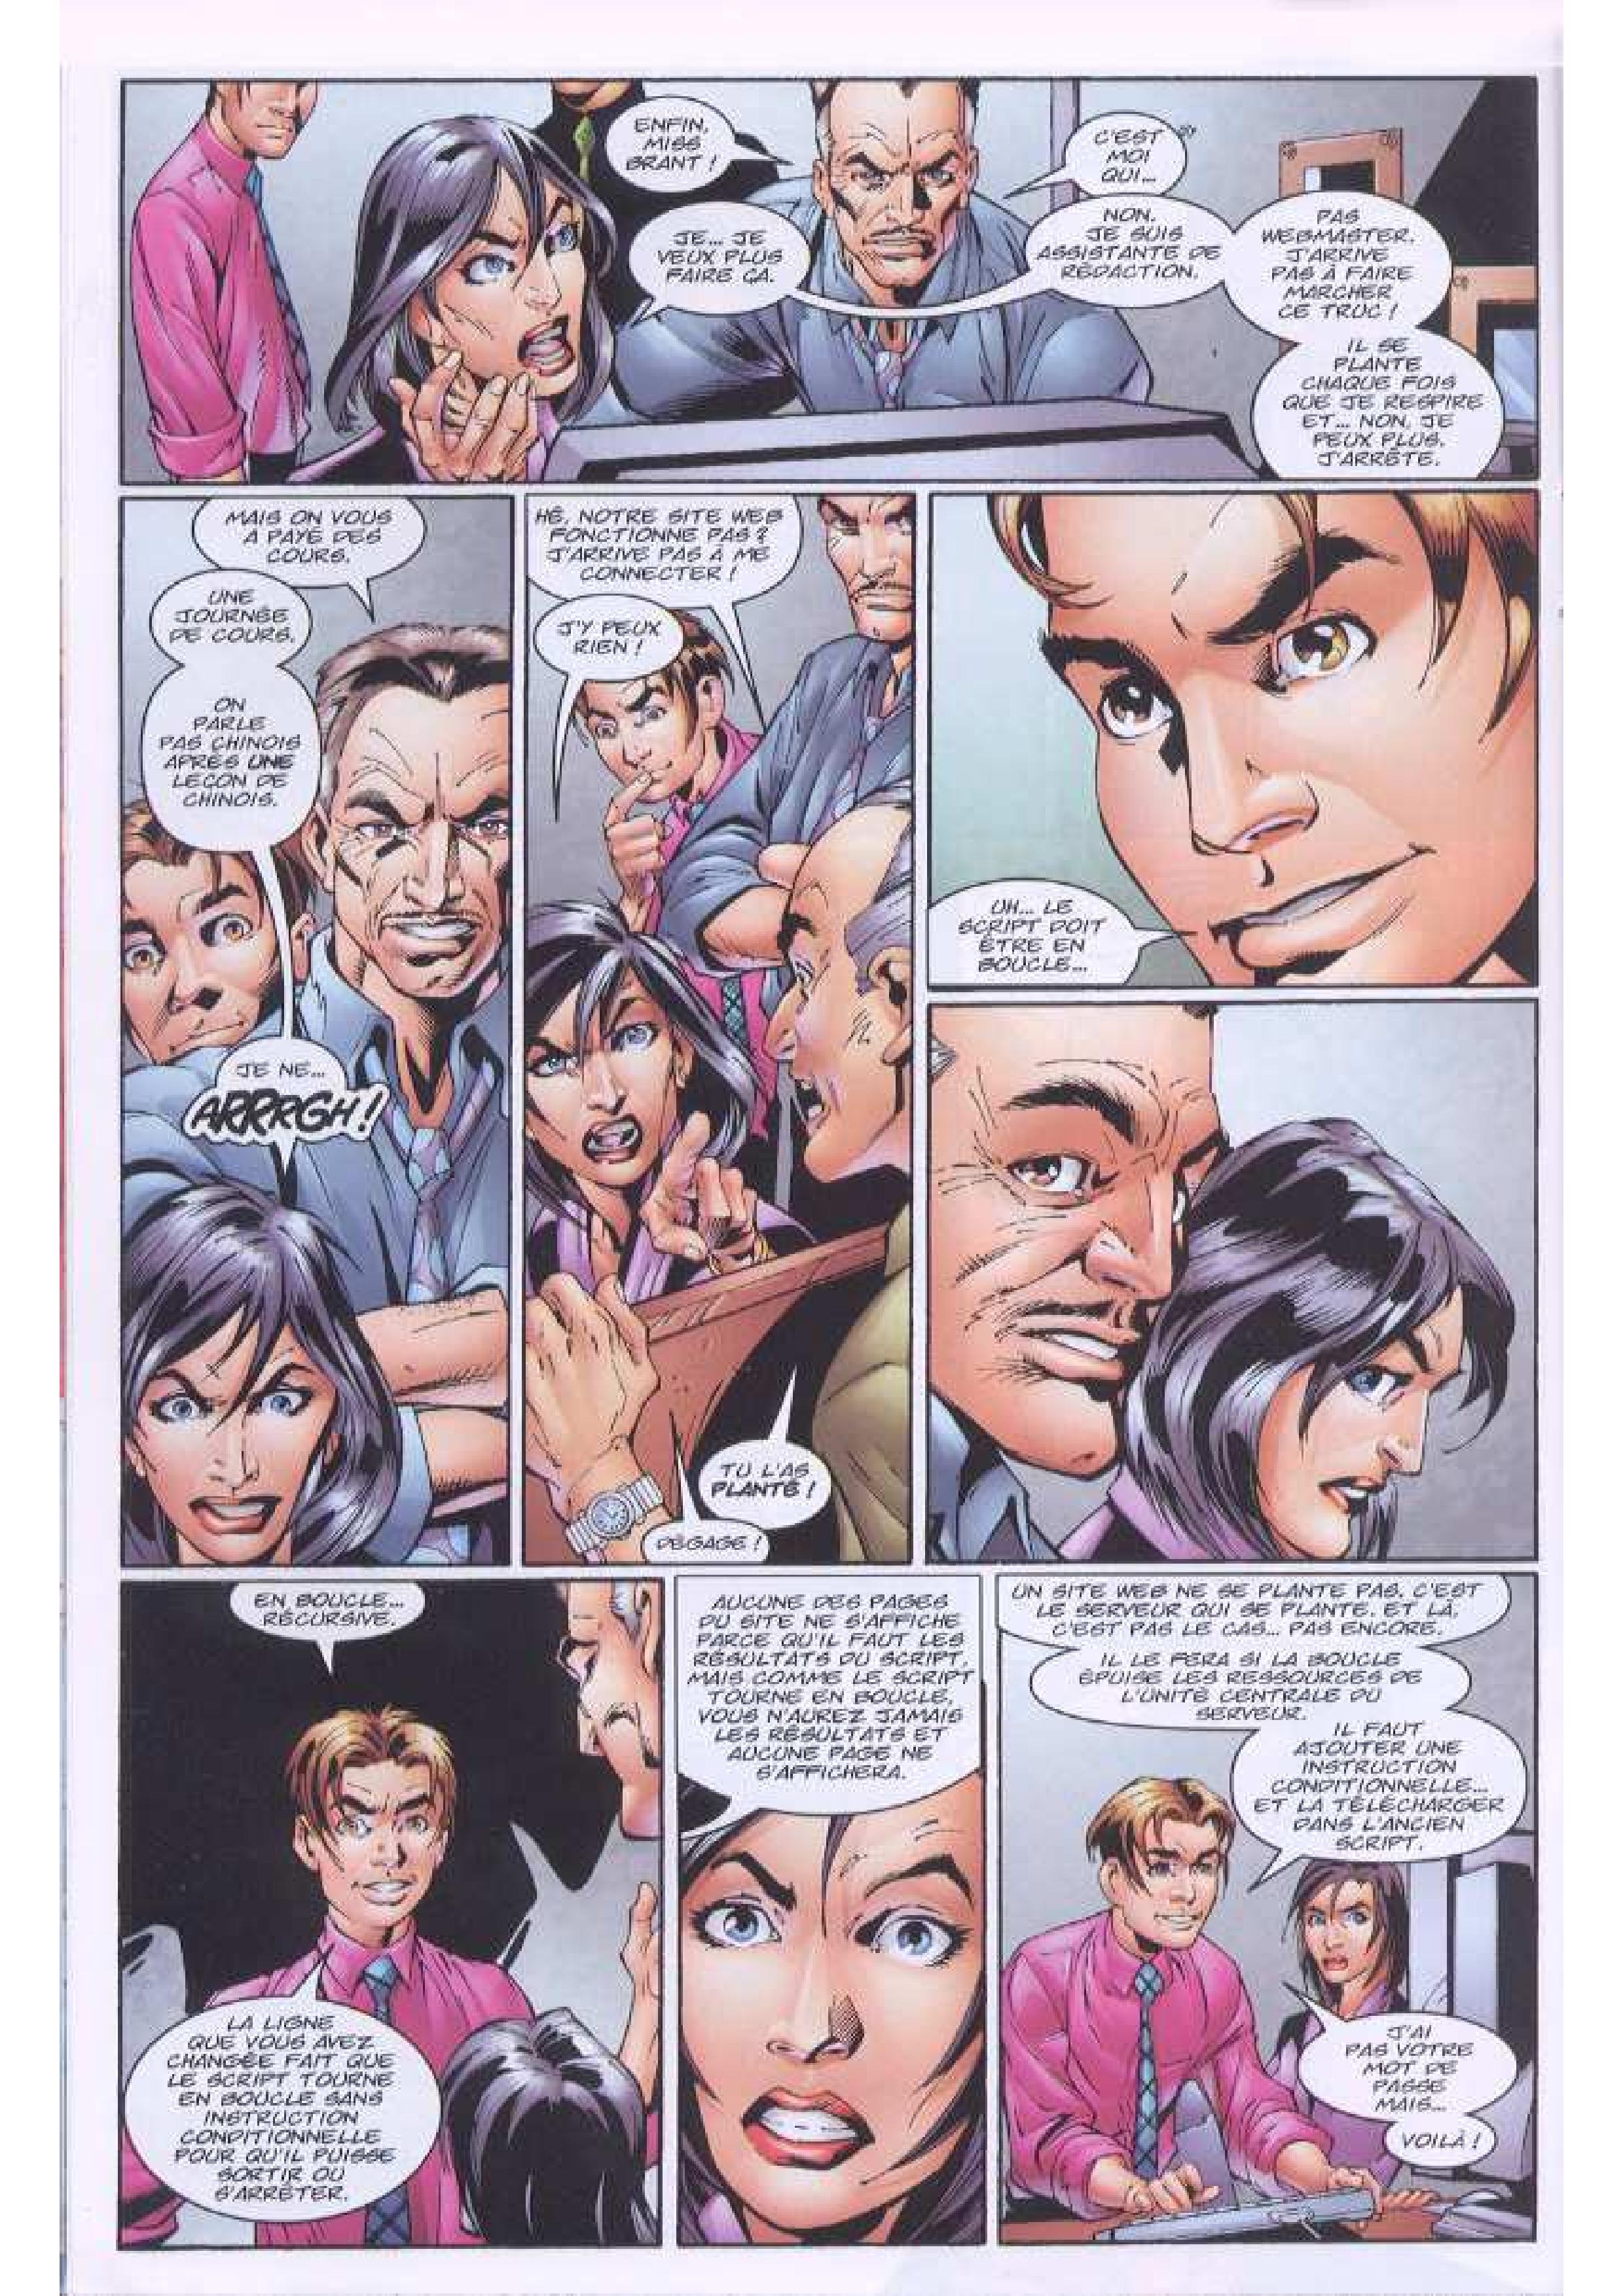 ENFIN,
MISS
BRANT !
JE... JE
VEUX PLUS
FAIRE ÇA.
C'EST
MOI
QUI...
NON.
JE SUIS
ASSISTANTE DE
RÉDACTION.
PAS
WEBMASTER.
J'ARRIVE
PAS À FAIRE
MARCHER
CE TRUC !
IL SE
PLANTE
CHAQUE FOIS
QUE JE RESPIRE
ET... NON, JE
PEUX PLUS.
J'ARRÊTE.
MAIS ON VOUS
A PAYÉ DES
COURS.
UNE
JOURNÉE
DE COURS.
ON
PARLE
PAS CHINOIS
APRÈS UNE
LEÇON DE
CHINOIS.
JE NE...
ARRRGH !
HÉ, NOTRE SITE WEB
FONCTIONNE PAS ?
J'ARRIVE PAS À ME
CONNECTER !
J'Y PEUX
RIEN !
TU L'AS
PLANTÉ !
DÉGAGE !
UH... LE
SCRIPT DOIT
ÊTRE EN
BOUCLE...
EN BOUCLE...
RÉCURSIVE.
LA LIGNE
QUE VOUS AVEZ
CHANGÉE FAIT QUE
LE SCRIPT TOURNE
EN BOUCLE SANS
INSTRUCTION
CONDITIONNELLE
POUR QU'IL PUISSE
SORTIR OU
S'ARRÊTER.
AUCUNE DES PAGES
DU SITE NE S'AFFICHE
PARCE QU'IL FAUT LES
RÉSULTATS DU SCRIPT,
MAIS COMME LE SCRIPT
TOURNE EN BOUCLE,
VOUS N'AUREZ JAMAIS
LES RÉSULTATS ET
AUCUNE PAGE NE
S'AFFICHERA.
UN SITE WEB NE SE PLANTE PAS. C'EST
LE SERVEUR QUI SE PLANTE. ET LÀ,
C'EST PAS LE CAS... PAS ENCORE.
IL LE FERA SI LA BOUCLE
ÉPUISE LES RESSOURCES DE
L'UNITÉ CENTRALE DU
SERVEUR.
IL FAUT
AJOUTER UNE
INSTRUCTION
CONDITIONNELLE...
ET LA TÉLÉCHARGER
DANS L'ANCIEN
SCRIPT.
J'AI
PAS VOTRE
MOT DE
PASSE
MAIS...
VOILÀ !